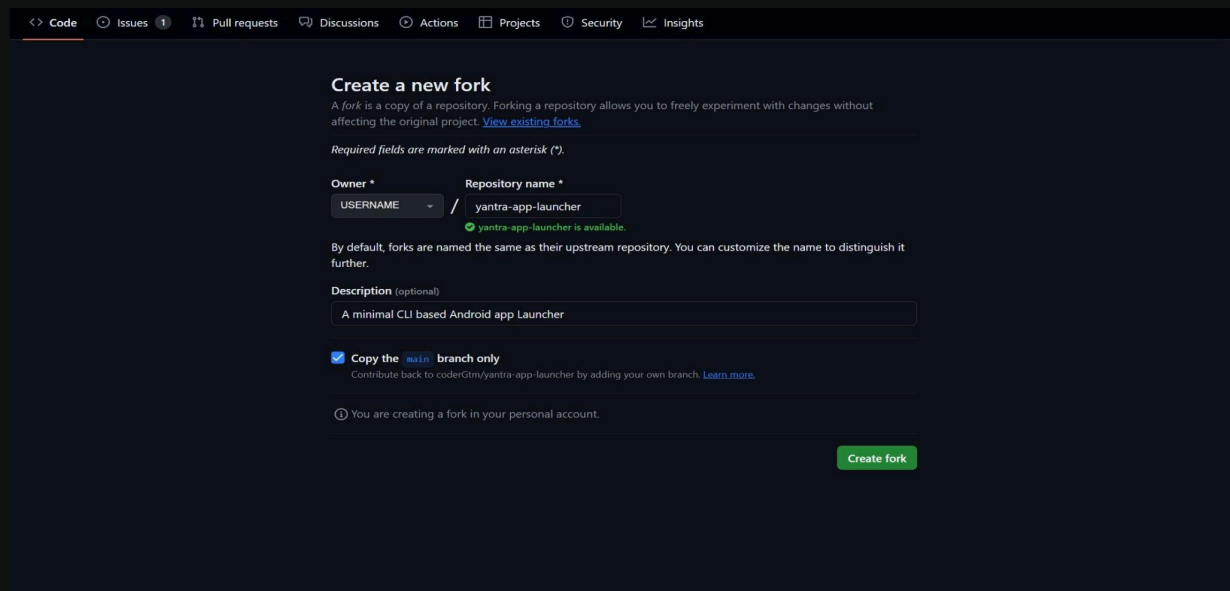 Code Issues 1 Pull requests Discussions Actions Projects Security Insights
Create a new fork
A fork is a copy of a repository. Forking a repository allows you to freely experiment with changes without
affecting the original project. View existing forks.
Required fields are marked with an asterisk (*).
Owner * Repository name *
USERNAME / yantra-app-launcher
yantra-app-launcher is available.
By default, forks are named the same as their upstream repository. You can customize the name to distinguish it
further.
Description (optional)
A minimal CLI based Android app Launcher
Copy the main branch only
Contribute back to coderGtm/yantra-app-launcher by adding your own branch. Learn more.
You are creating a fork in your personal account.
Create fork